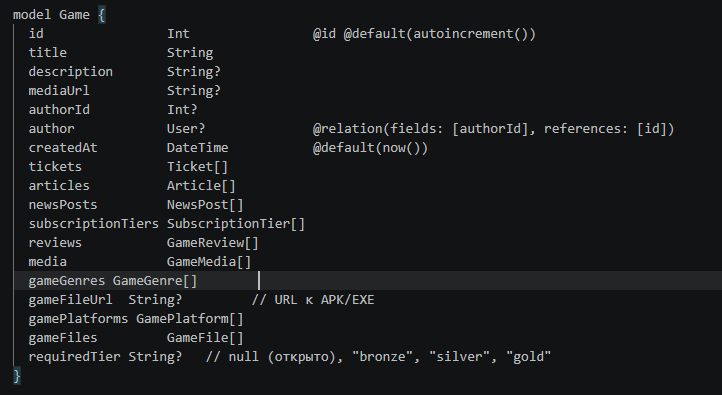 model Game {
  id                Int                @id @default(autoincrement())
  title             String
  description       String?
  mediaUrl          String?
  authorId          Int?
  author            User?              @relation(fields: [authorId], references: [id])
  createdAt         DateTime           @default(now())
  tickets           Ticket[]
  articles          Article[]
  newsPosts         NewsPost[]
  subscriptionTiers SubscriptionTier[]
  reviews           GameReview[]
  media             GameMedia[]
  gameGenres GameGenre[]
  gameFileUrl  String?         // URL к APK/EXE
  gamePlatforms GamePlatform[]
  gameFiles         GameFile[]
  requiredTier String?   // null (открыто), "bronze", "silver", "gold"
}